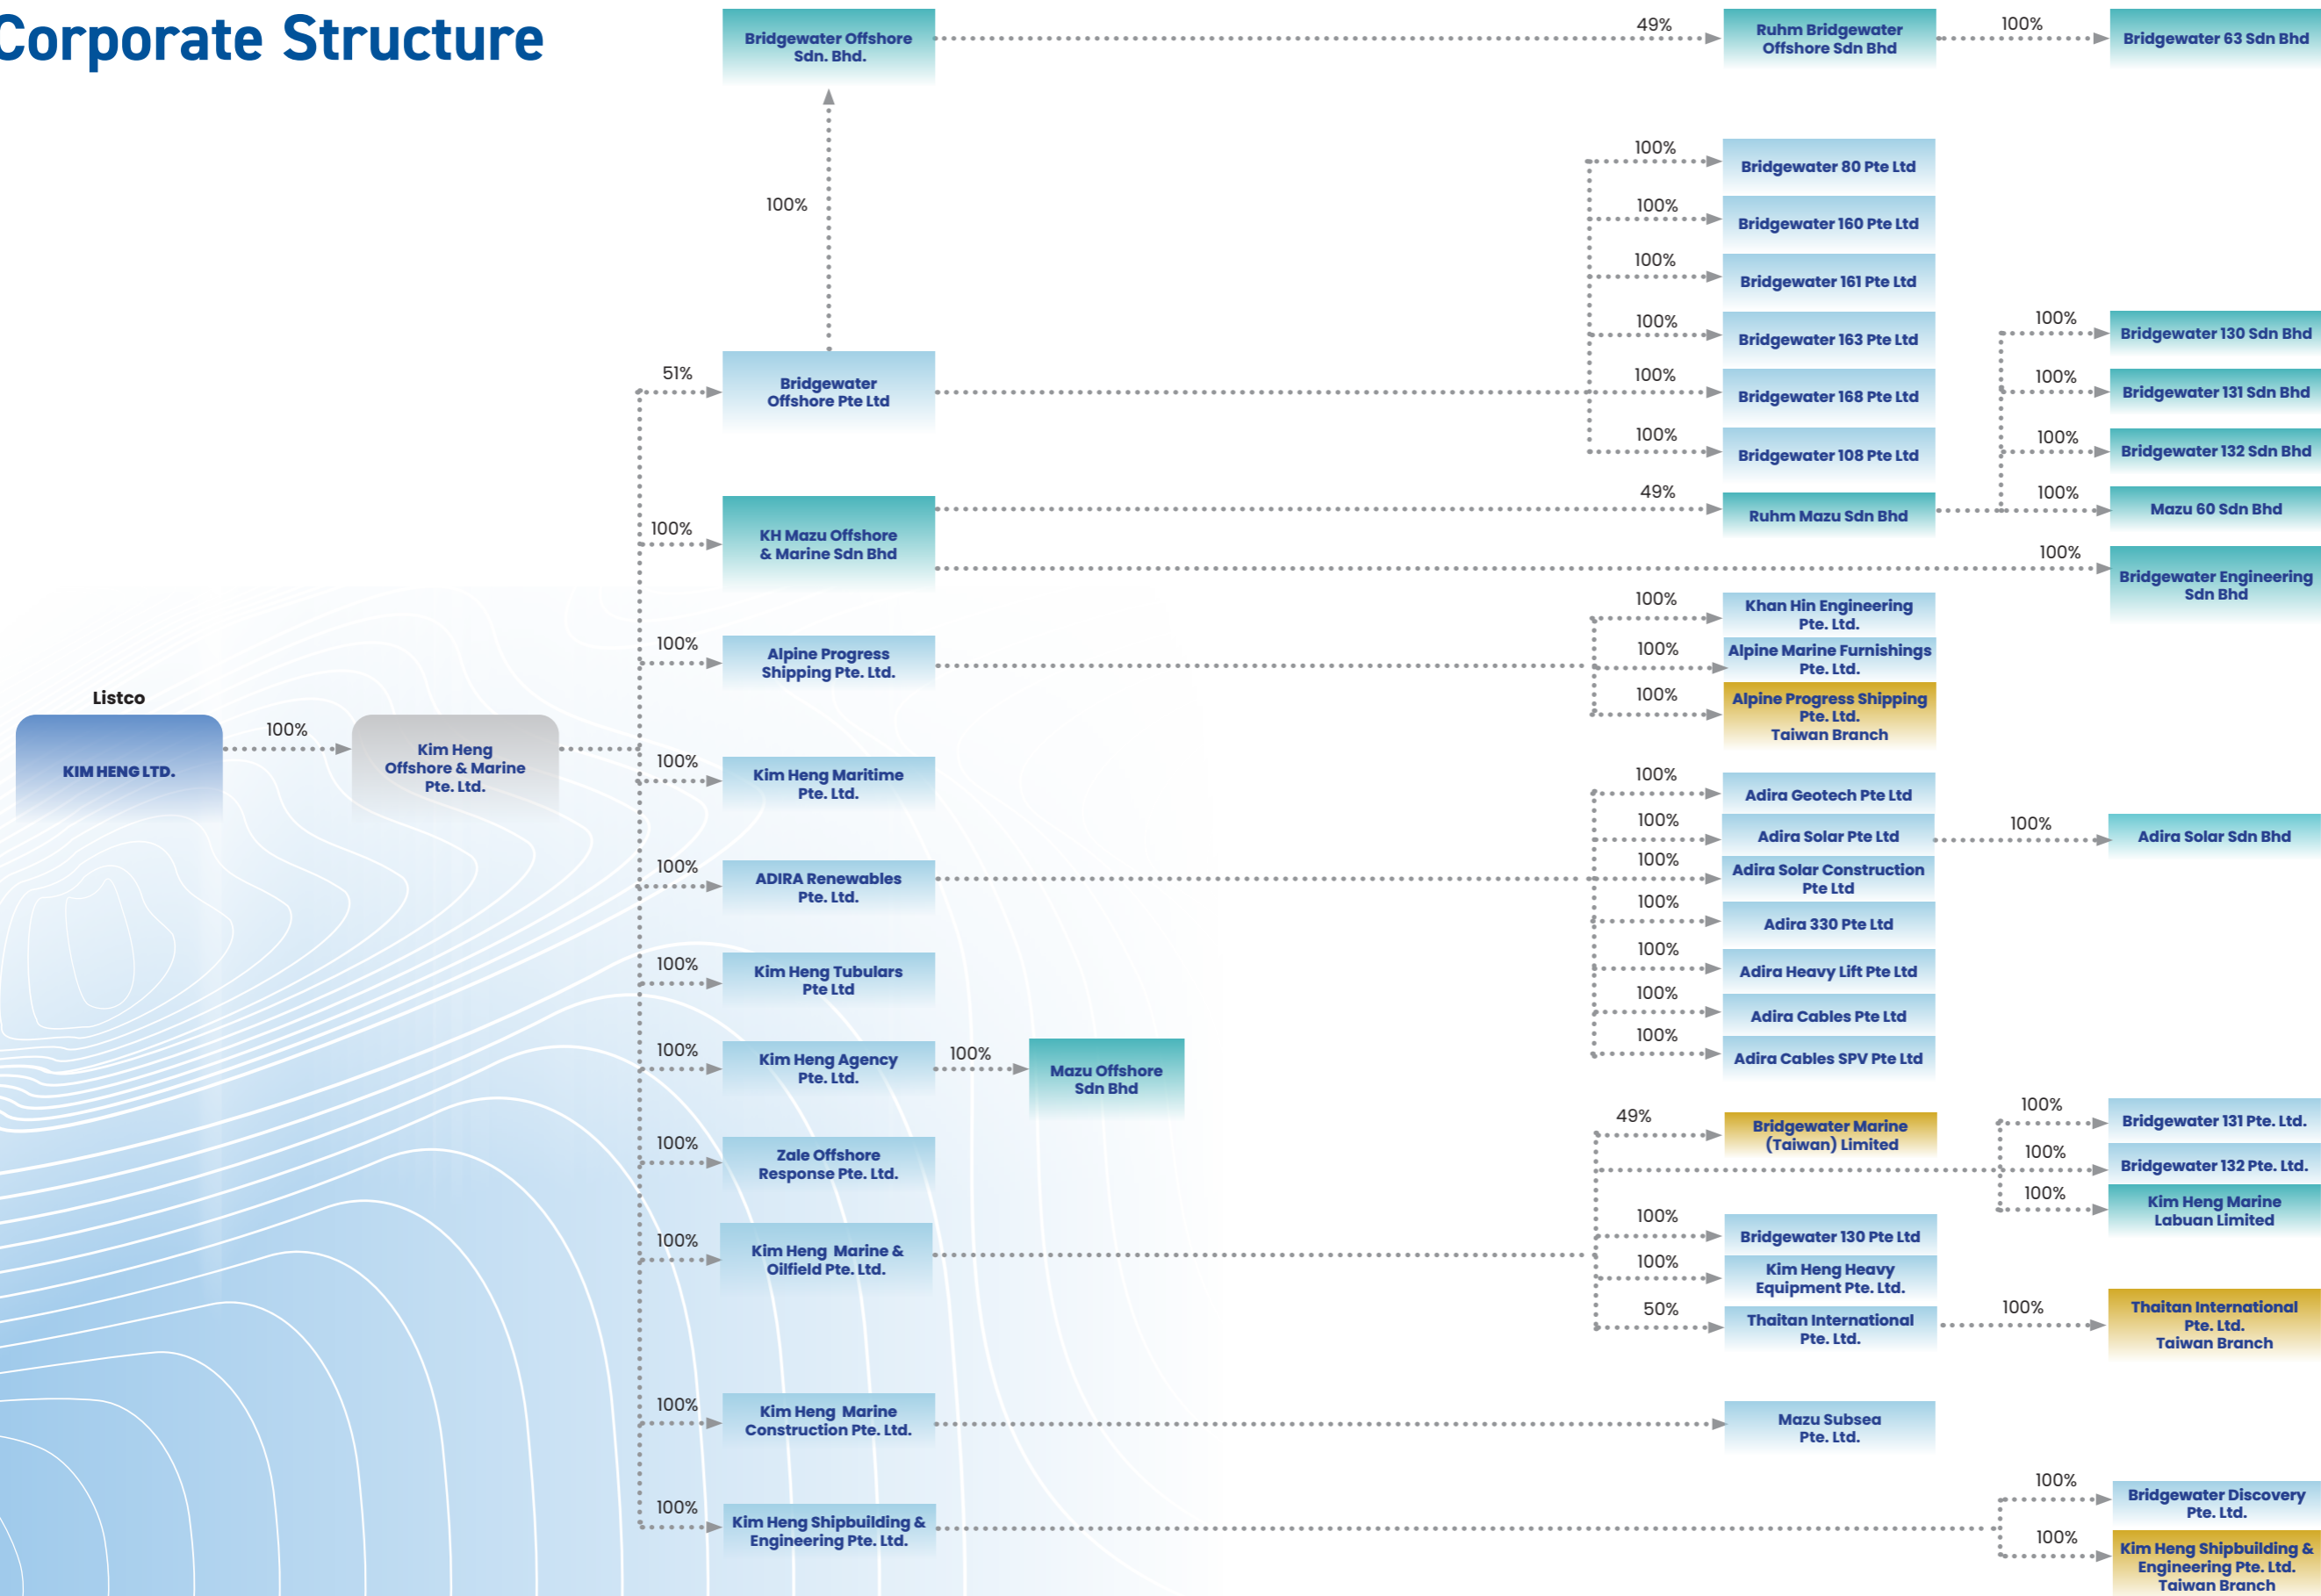 Corporate Structure
Bridgewater Offshore
Sdn. Bhd.
49%
Ruhm Bridgewater
Offshore Sdn Bhd
100%
Bridgewater 63 Sdn Bhd
100%
100%
Bridgewater 80 Pte Ltd
100%
Bridgewater 160 Pte Ltd
100%
Bridgewater 161 Pte Ltd
100%
Bridgewater 163 Pte Ltd
51%
Bridgewater
Offshore Pte Ltd
100%
Bridgewater 168 Pte Ltd
100%
Bridgewater 108 Pte Ltd
100%
Bridgewater 130 Sdn Bhd
100%
Bridgewater 131 Sdn Bhd
100%
Bridgewater 132 Sdn Bhd
100%
KH Mazu Offshore
& Marine Sdn Bhd
49%
Ruhm Mazu Sdn Bhd
100%
Mazu 60 Sdn Bhd
100%
Bridgewater Engineering
Sdn Bhd
100%
Alpine Progress
Shipping Pte. Ltd.
100%
Khan Hin Engineering
Pte. Ltd.
100%
Alpine Marine Furnishings
Pte. Ltd.
100%
Alpine Progress Shipping
Pte. Ltd.
Taiwan Branch
Listco
KIM HENG LTD.
100%
Kim Heng
Offshore & Marine
Pte. Ltd.
100%
Kim Heng Maritime
Pte. Ltd.
100%
ADIRA Renewables
Pte. Ltd.
100%
Adira Geotech Pte Ltd
100%
Adira Solar Pte Ltd
100%
Adira Solar Sdn Bhd
100%
Adira Solar Construction
Pte Ltd
100%
Adira 330 Pte Ltd
100%
Adira Heavy Lift Pte Ltd
100%
Adira Cables Pte Ltd
100%
Adira Cables SPV Pte Ltd
100%
Kim Heng Tubulars
Pte Ltd
100%
Kim Heng Agency
Pte. Ltd.
100%
Mazu Offshore
Sdn Bhd
100%
Zale Offshore
Response Pte. Ltd.
100%
Kim Heng  Marine &
Oilfield Pte. Ltd.
49%
Bridgewater Marine
(Taiwan) Limited
100%
Bridgewater 131 Pte. Ltd.
100%
Bridgewater 132 Pte. Ltd.
100%
Kim Heng Marine
Labuan Limited
100%
Bridgewater 130 Pte Ltd
100%
Kim Heng Heavy
Equipment Pte. Ltd.
50%
Thaitan International
Pte. Ltd.
100%
Thaitan International
Pte. Ltd.
Taiwan Branch
100%
Kim Heng  Marine
Construction Pte. Ltd.
Mazu Subsea
Pte. Ltd.
100%
Kim Heng Shipbuilding &
Engineering Pte. Ltd.
100%
Bridgewater Discovery
Pte. Ltd.
100%
Kim Heng Shipbuilding &
Engineering Pte. Ltd.
Taiwan Branch